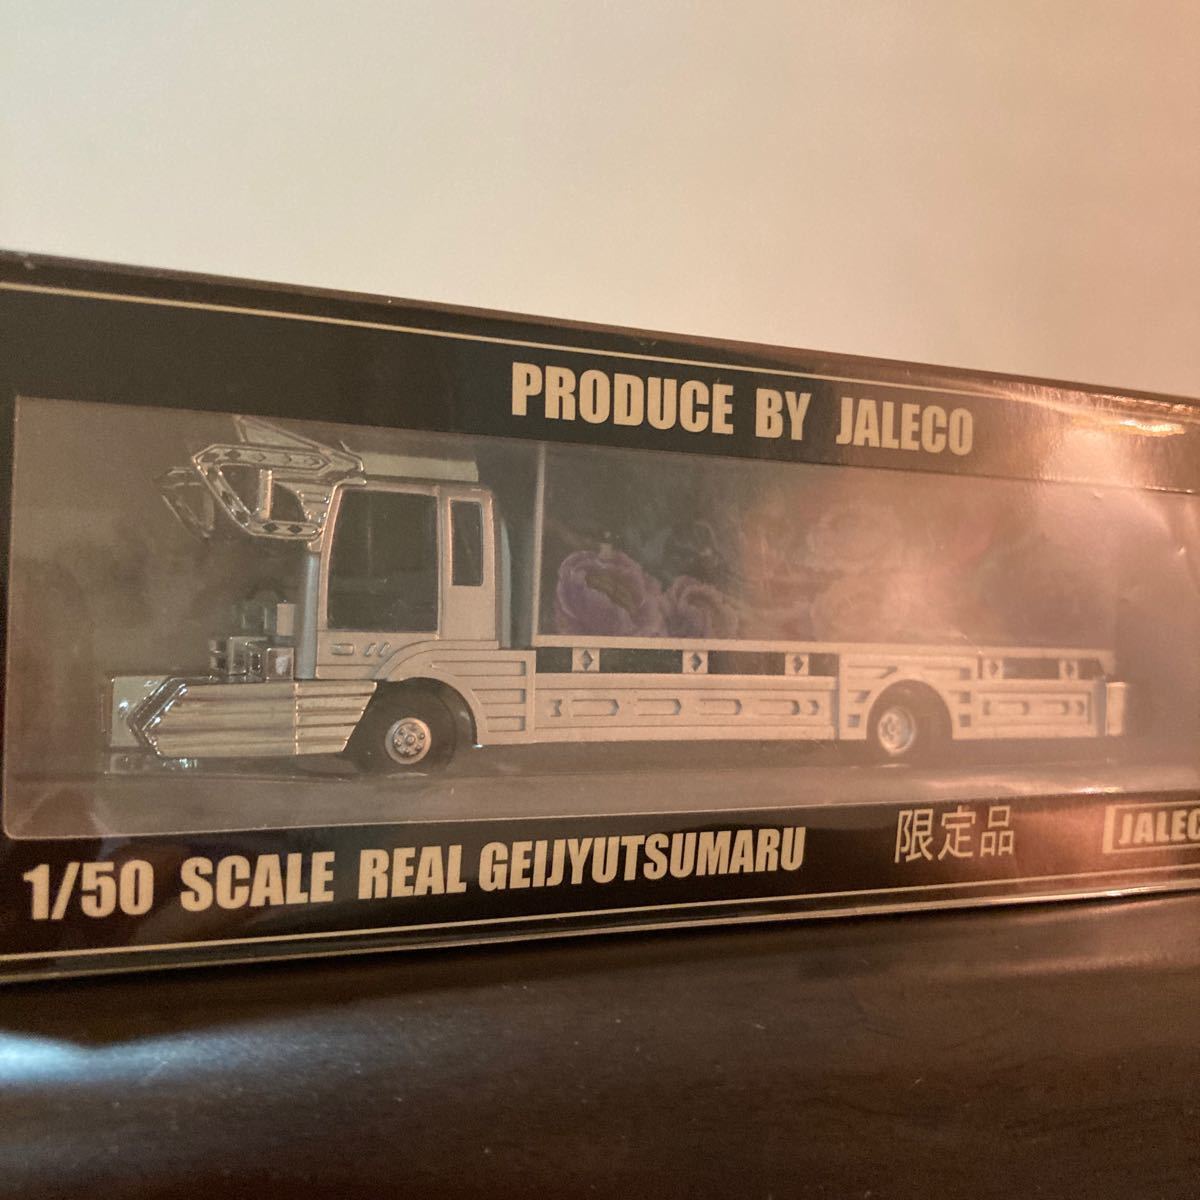 PRODUCE BY JALECO
1/50 SCALE REAL GEIJYUTSUMARU
限定品